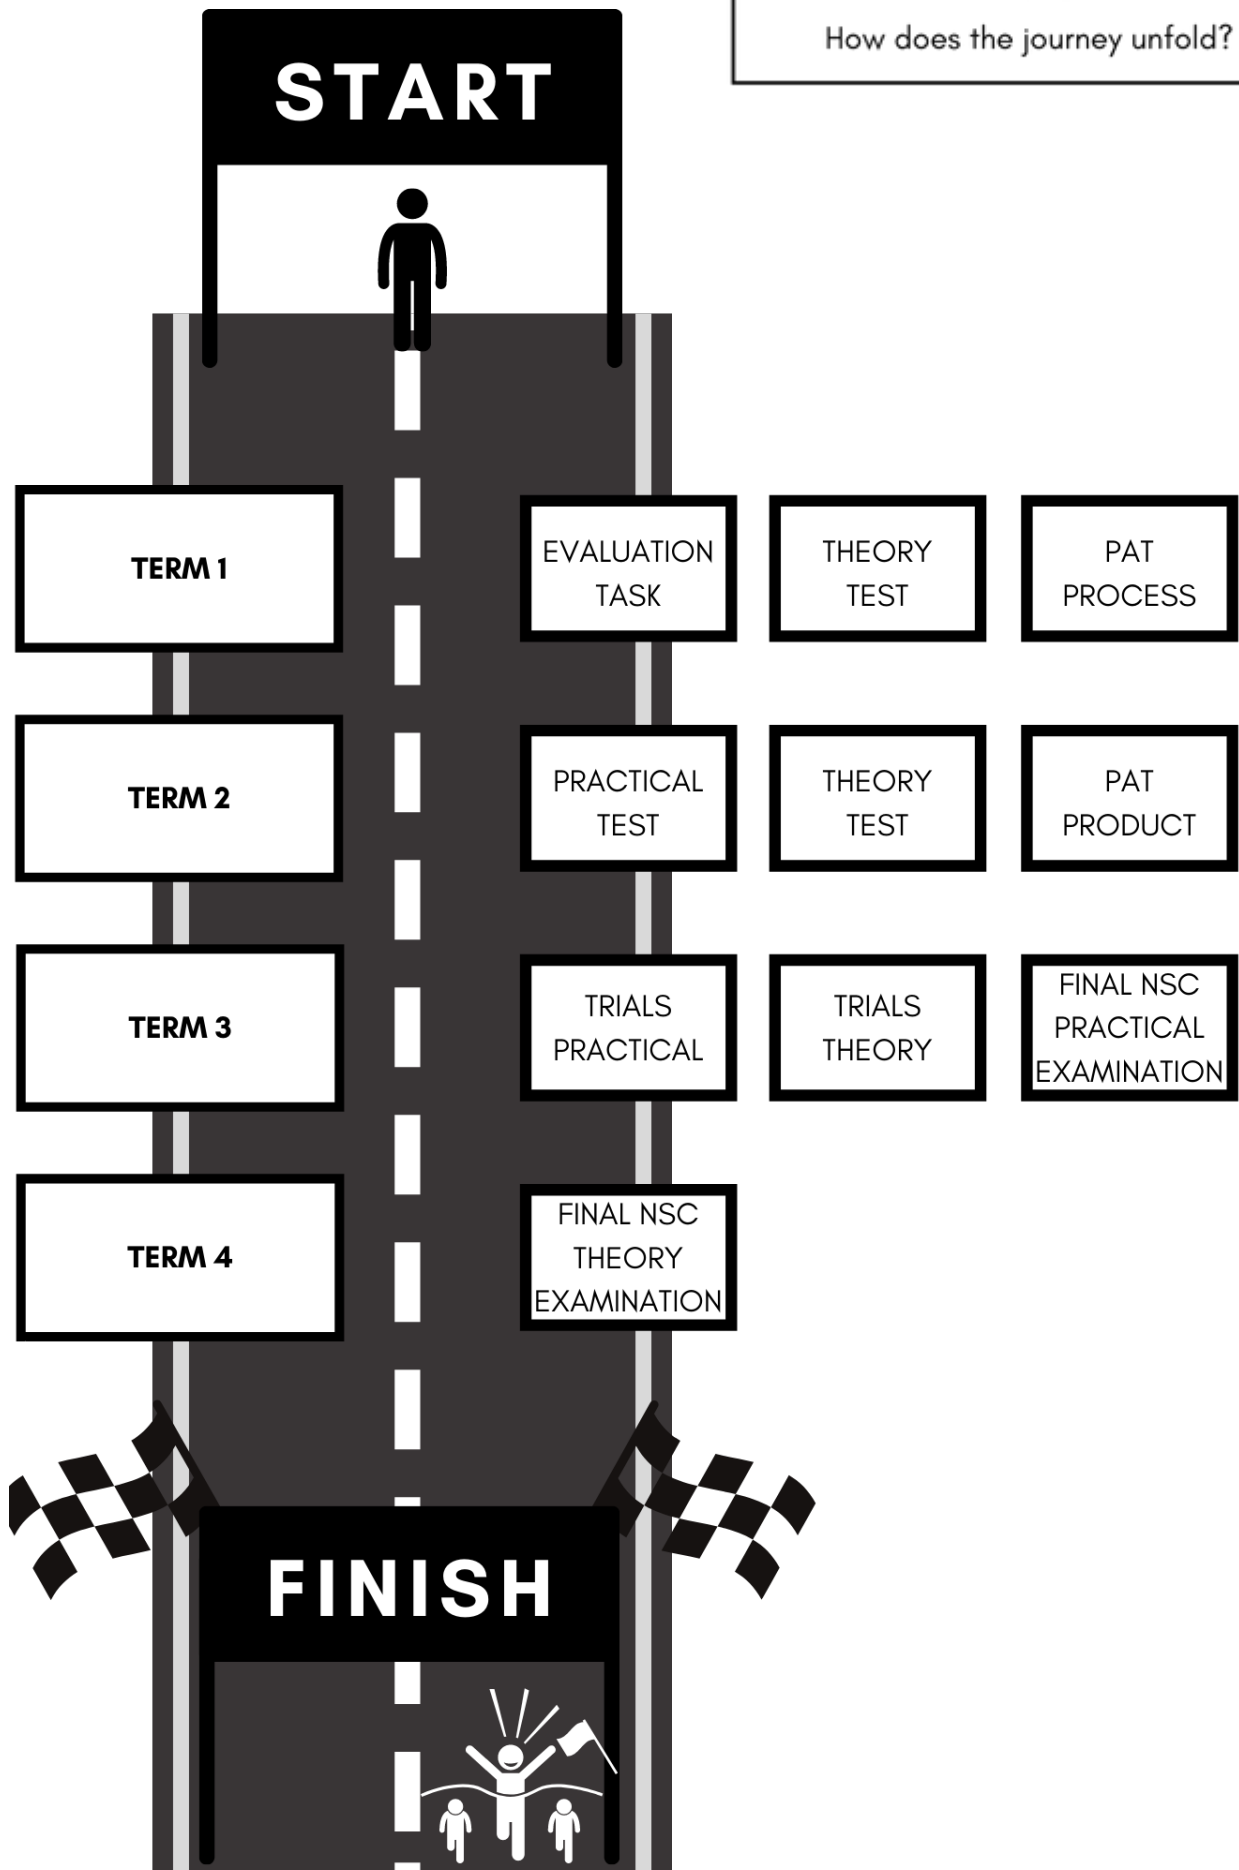 How does the journey unfold?
START
TERM 1
EVALUATION
TASK
THEORY
TEST
PAT
PROCESS
TERM 2
PRACTICAL
TEST
THEORY
TEST
PAT
PRODUCT
TERM 3
TRIALS
PRACTICAL
TRIALS
THEORY
FINAL NSC
PRACTICAL
EXAMINATION
TERM 4
FINAL NSC
THEORY
EXAMINATION
FINISH